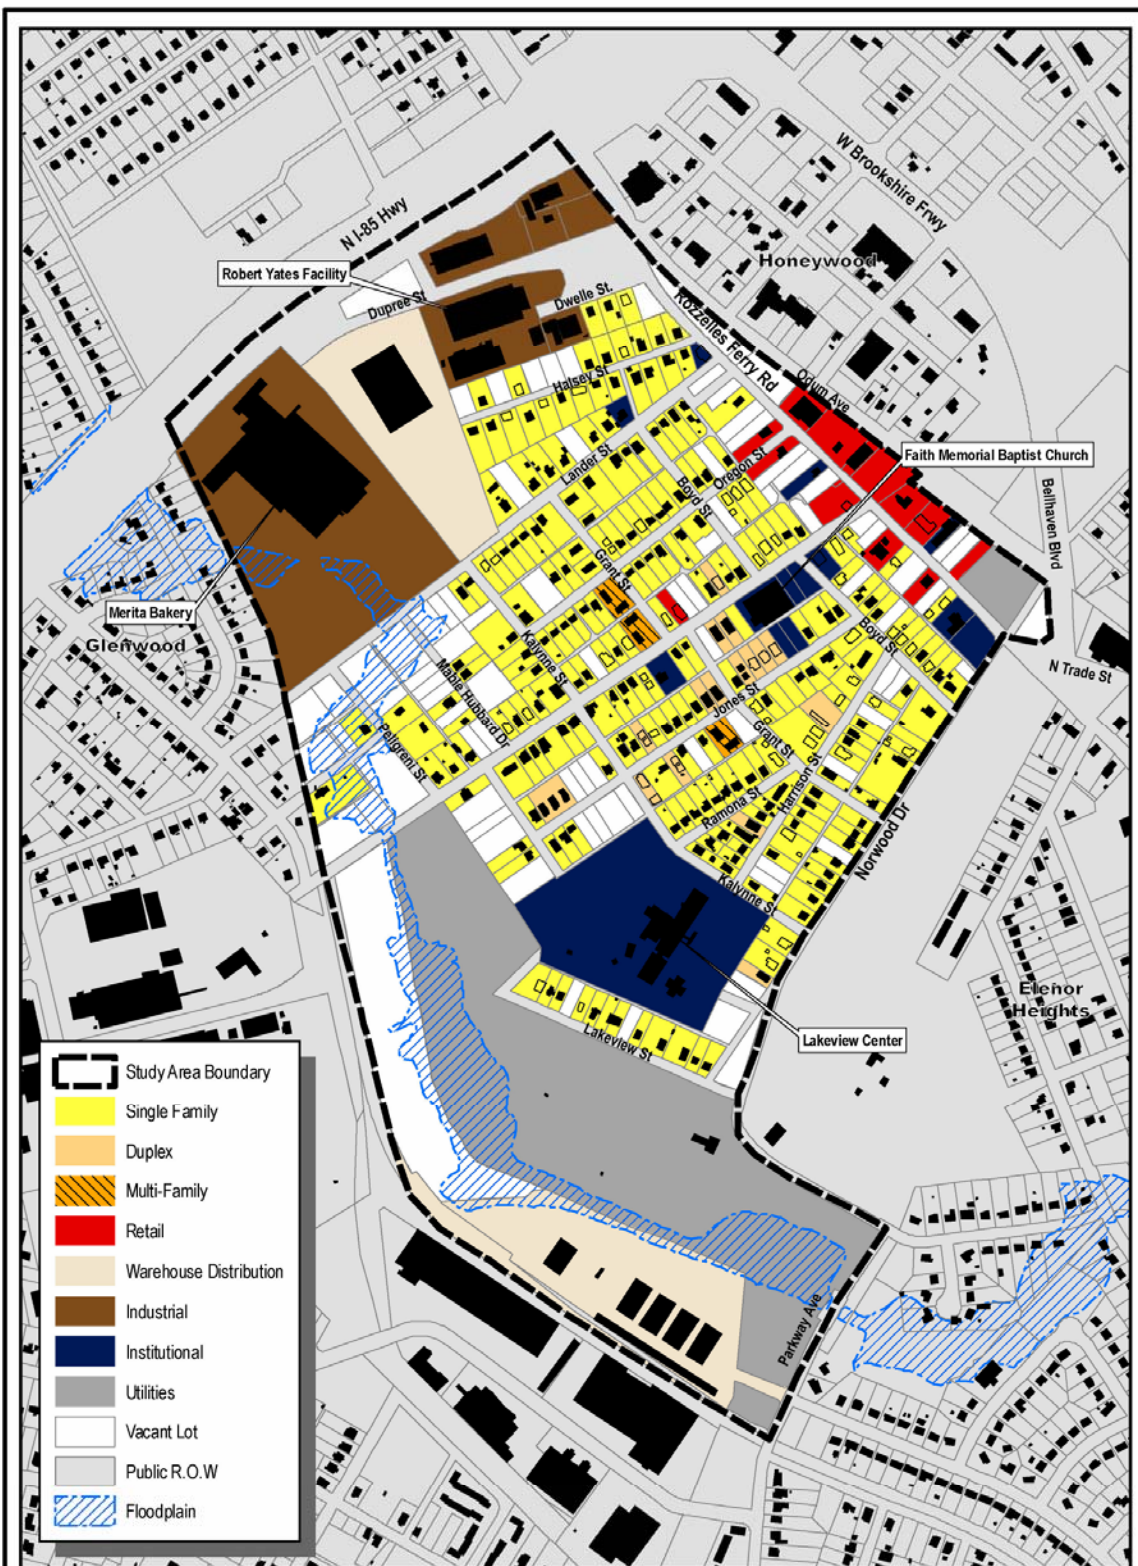 N I-85 Hwy
W Brookshire Frwy
Honeywood
Robert Yates Facility
Dupree St
Dwelle St.
Rozzelles Ferry Rd
Halsey St
Odum Ave
Faith Memorial Baptist Church
Lander St
Oregon St
Boyd St
Bellhaven Blvd
Grant St
Merita Bakery
Glenwood
Kalynne St
Boyd St
N Trade St
Mable Hubbard Dr
Jones St
Pellgreni St
Grant St
Harrison St
Ramona St
Norwood Dr
Kalynne St
Elenor
Heights
Lakeview St
Lakeview Center
Parkway Ave
Study Area Boundary
Single Family
Duplex
Multi-Family
Retail
Warehouse Distribution
Industrial
Institutional
Utilities
Vacant Lot
Public R.O.W
Floodplain